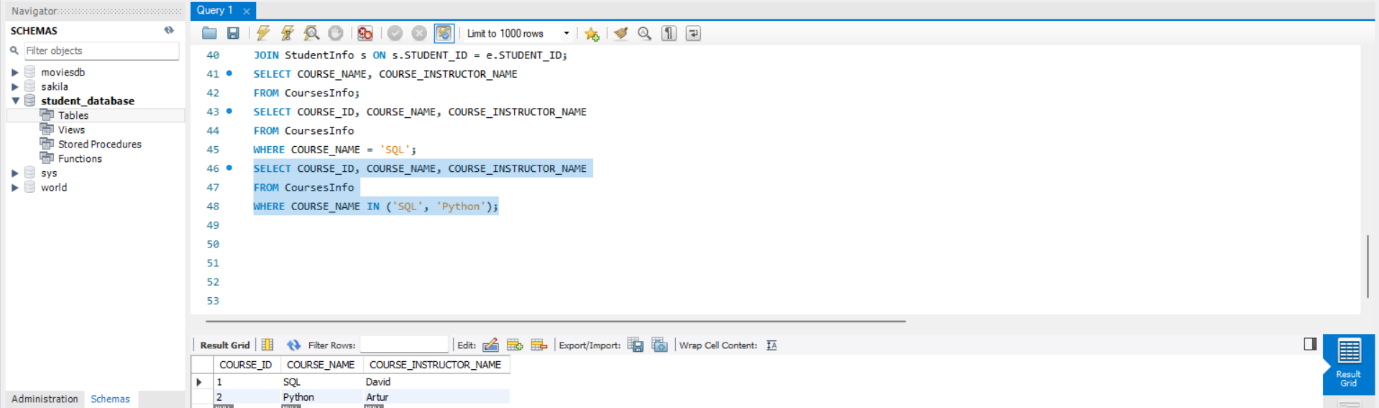 Navigator
Query 1
SCHEMAS
Filter objects
moviesdb
sakila
student_database
Tables
Views
Stored Procedures
Functions
sys
world
Administration Schemas
Limit to 1000 rows
40 JOIN StudentInfo s ON s.STUDENT_ID = e.STUDENT_ID;
41 SELECT COURSE_NAME, COURSE_INSTRUCTOR_NAME
42 FROM CoursesInfo;
43 SELECT COURSE_ID, COURSE_NAME, COURSE_INSTRUCTOR_NAME
44 FROM CoursesInfo
45 WHERE COURSE_NAME = 'SQL';
46 SELECT COURSE_ID, COURSE_NAME, COURSE_INSTRUCTOR_NAME
47 FROM CoursesInfo
48 WHERE COURSE_NAME IN ('SQL', 'Python');
49
50
51
52
53
Result Grid Filter Rows: Edit: Export/Import: Wrap Cell Content:
COURSE_ID COURSE_NAME COURSE_INSTRUCTOR_NAME
1 SQL David
2 Python Artur
Result
Grid